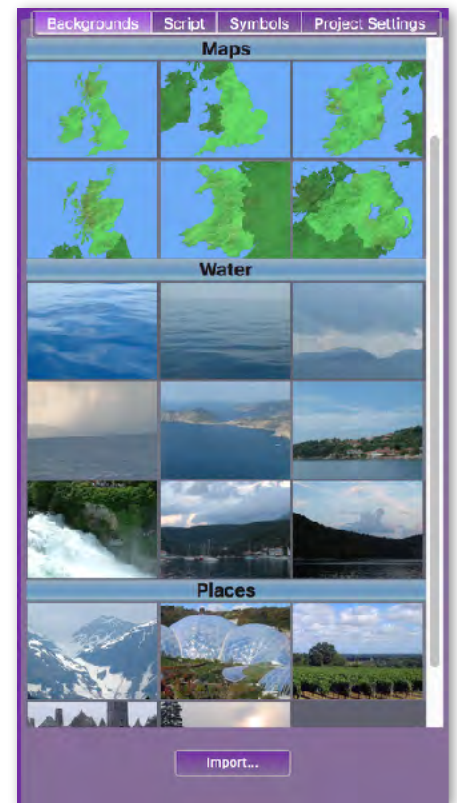 Backgrounds Script Symbols Project Settings
Maps
Water
Places
Import...